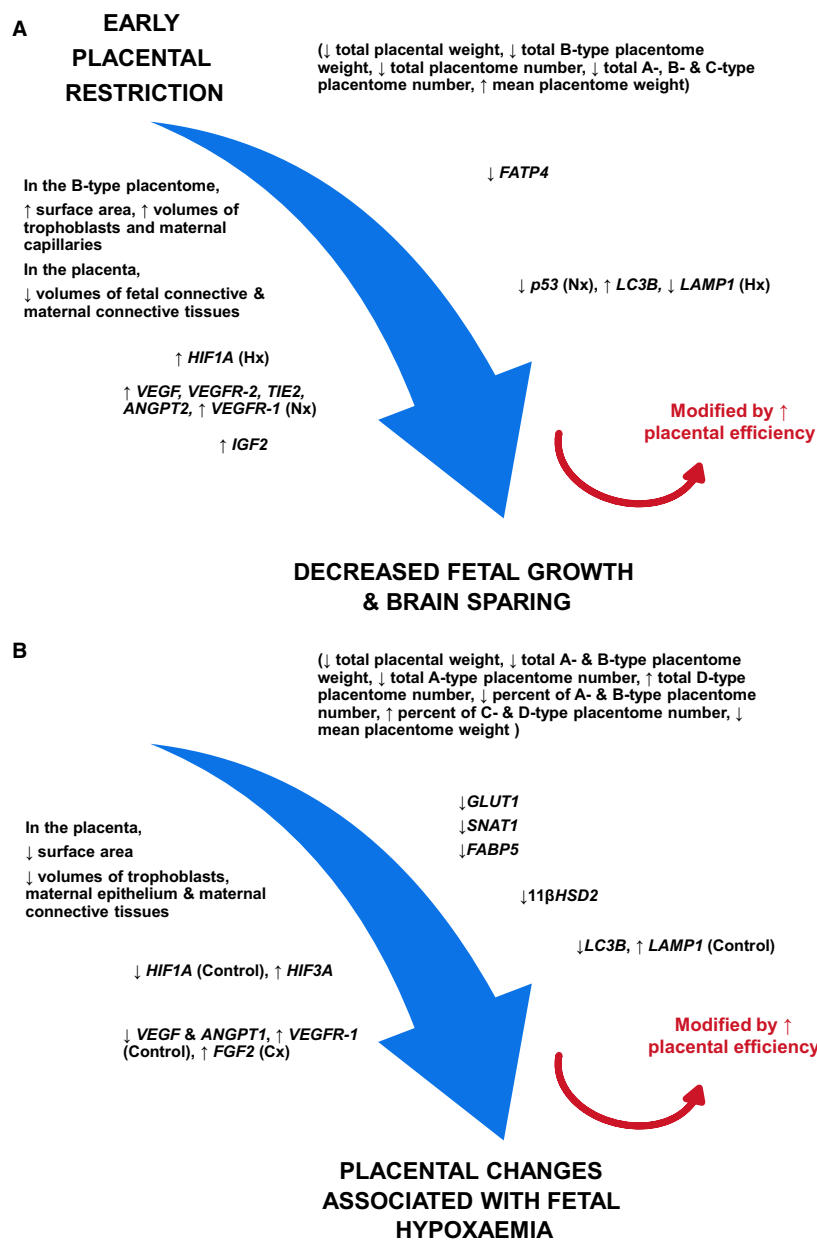 A
EARLY
PLACENTAL
RESTRICTION
(↓ total placental weight, ↓ total B-type placentome
weight, ↓ total placentome number, ↓ total A-, B- & C-type
placentome number, ↑ mean placentome weight)
↓ FATP4
In the B-type placentome,
↑ surface area, ↑ volumes of
trophoblasts and maternal
capillaries
In the placenta,
↓ volumes of fetal connective &
maternal connective tissues
↓ p53 (Nx), ↑ LC3B, ↓ LAMP1 (Hx)
↑ HIF1A (Hx)
↑ VEGF, VEGFR-2, TIE2,
ANGPT2, ↑ VEGFR-1 (Nx)
↑ IGF2
Modified by ↑
placental efficiency
DECREASED FETAL GROWTH
& BRAIN SPARING
B
(↓ total placental weight, ↓ total A- & B-type placentome
weight, ↓ total A-type placentome number, ↑ total D-type
placentome number, ↓ percent of A- & B-type placentome
number, ↑ percent of C- & D-type placentome number, ↓
mean placentome weight )
↓GLUT1
↓SNAT1
↓FABP5
In the placenta,
↓ surface area
↓ volumes of trophoblasts,
maternal epithelium & maternal
connective tissues
↓11βHSD2
↓LC3B, ↑ LAMP1 (Control)
↓ HIF1A (Control), ↑ HIF3A
↓ VEGF & ANGPT1, ↑ VEGFR-1
(Control), ↑ FGF2 (Cx)
Modified by ↑
placental efficiency
PLACENTAL CHANGES
ASSOCIATED WITH FETAL
HYPOXAEMIA